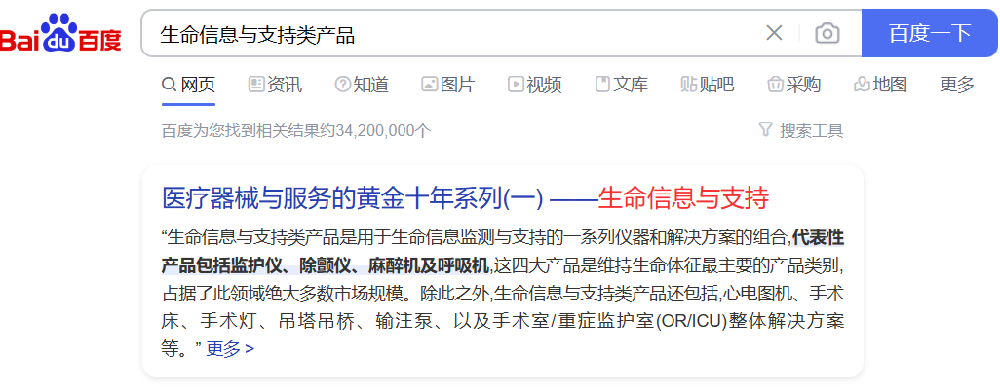 Bai du 百度 生命信息与支持类产品 百度一下
网页 资讯 知道 图片 视频 文库 贴吧 采购 地图 更多
百度为您找到相关结果约34,200,000个 搜索工具
医疗器械与服务的黄金十年系列(一) ——生命信息与支持
“生命信息与支持类产品是用于生命信息监测与支持的一系列仪器和解决方案的组合,代表性
产品包括监护仪、除颤仪、麻醉机及呼吸机,这四大产品是维持生命体征最主要的产品类别,
占据了此领域绝大多数市场规模。除此之外,生命信息与支持类产品还包括,心电图机、手术
床、手术灯、吊塔吊桥、输注泵、以及手术室/重症监护室(OR/ICU)整体解决方案
等。” 更多 >